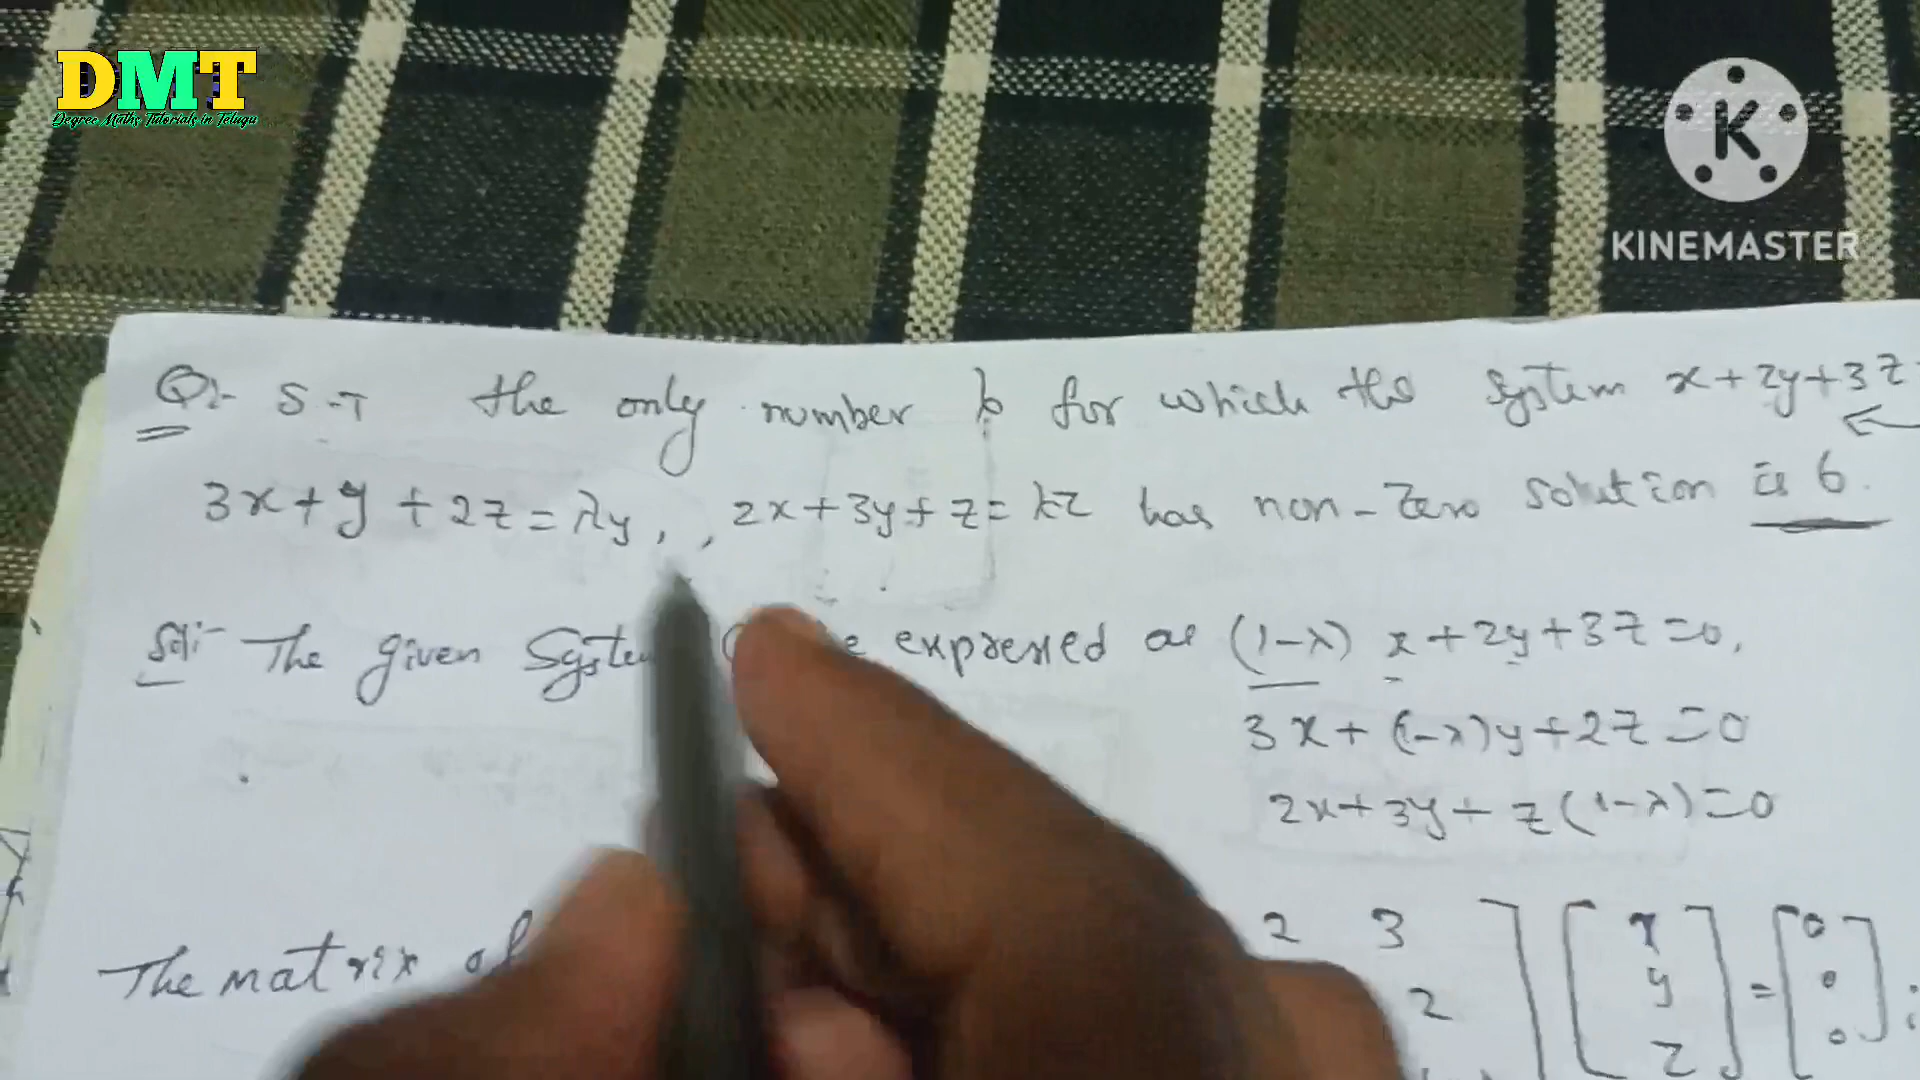 DMT
Degree Maths Tutorials in Telugu
K
KINEMASTER
Q:- S.T the only number λ for which the system x+2y+3z
3x+y+2z=λy, , 2x+3y+z=λz has non-zero solution is 6.
Sol:- The given System expressed as (1-λ) x+2y+3z=0,
3x+(1-λ)y+2z=0
2x+3y+z(1-λ)=0
The matrix of 2 3 [x y z] = [0 0 0]
2